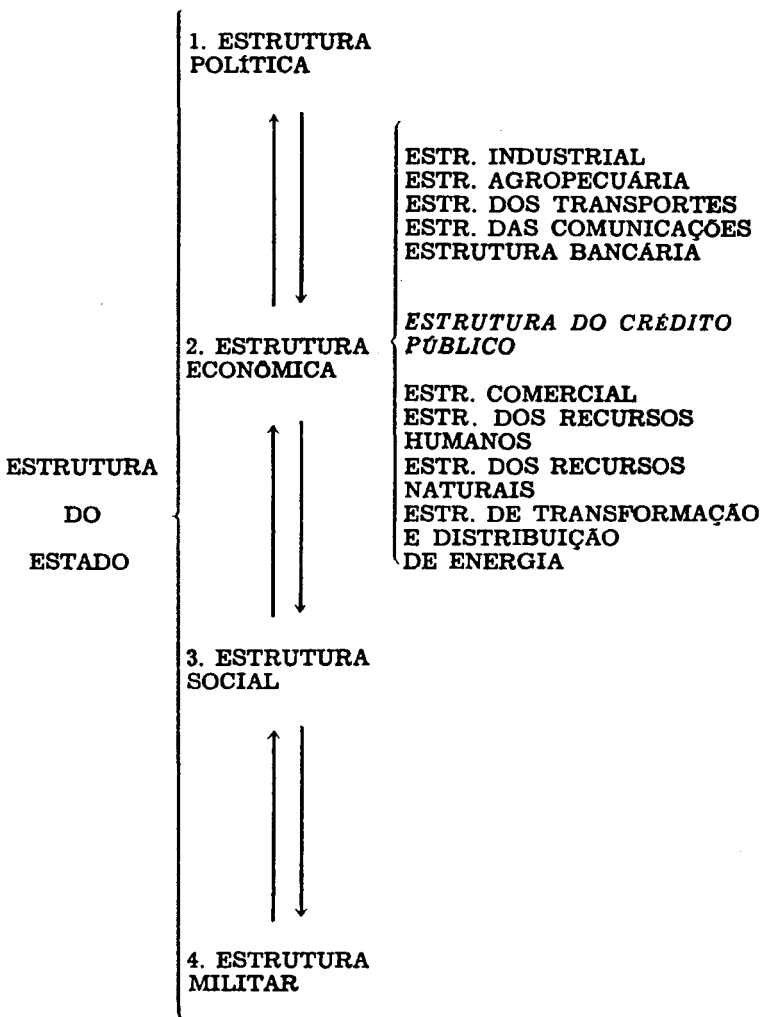 1. ESTRUTURA
POLÍTICA
ESTR. INDUSTRIAL
ESTR. AGROPECUÁRIA
ESTR. DOS TRANSPORTES
ESTR. DAS COMUNICAÇÕES
ESTRUTURA BANCÁRIA
ESTRUTURA DO CRÉDITO
PÚBLICO
2. ESTRUTURA
ECONÔMICA
ESTR. COMERCIAL
ESTR. DOS RECURSOS
HUMANOS
ESTR. DOS RECURSOS
NATURAIS
ESTR. DE TRANSFORMAÇÃO
E DISTRIBUIÇÃO
DE ENERGIA
ESTRUTURA
DO
ESTADO
3. ESTRUTURA
SOCIAL
4. ESTRUTURA
MILITAR